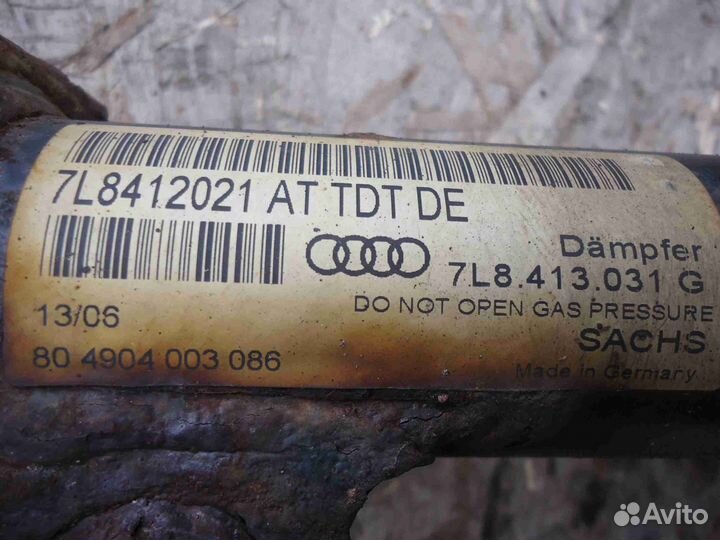 7L8412021 AT TDT DE
Dämpfer
7L8.413.031 G
DO NOT OPEN GAS PRESSURE
13/06
SACHS
80 4904 003 086
Made in Germany
Avito